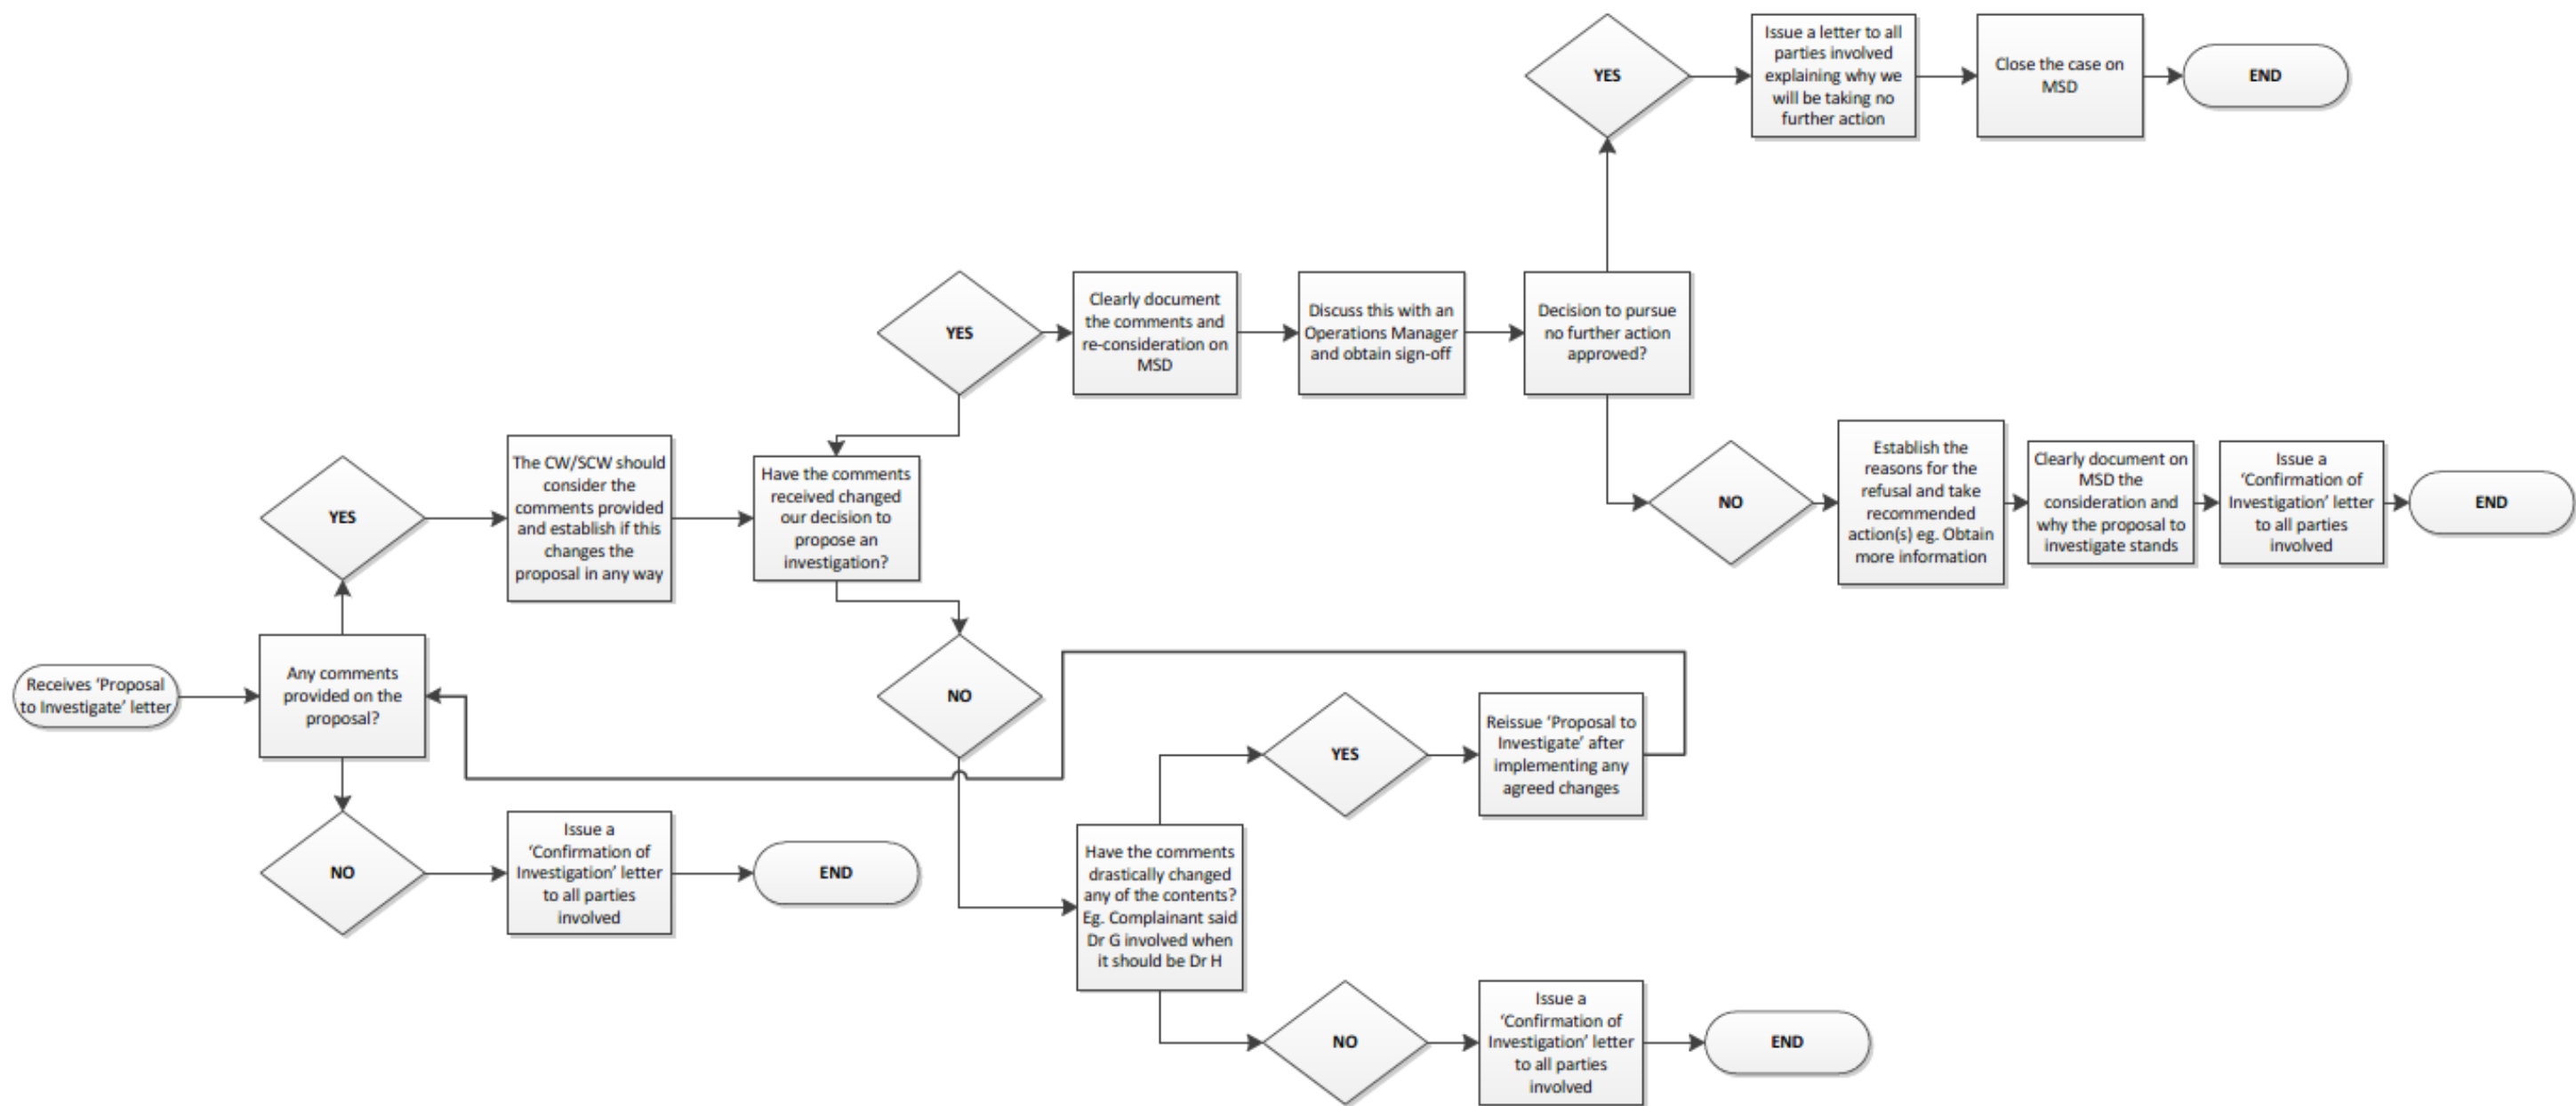 YES
Issue a letter to all
parties involved
explaining why we
will be taking no
further action
Close the case on
MSD
END
YES
Clearly document
the comments and
re-consideration on
MSD
Discuss this with an
Operations Manager
and obtain sign-off
Decision to pursue
no further action
approved?
YES
The CW/SCW should
consider the
comments provided
and establish if this
changes the
proposal in any way
Have the comments
received changed
our decision to
propose an
investigation?
NO
Establish the
reasons for the
refusal and take
recommended
action(s) eg. Obtain
more information
Clearly document on
MSD the
consideration and
why the proposal to
investigate stands
Issue a
‘Confirmation of
Investigation’ letter
to all parties
involved
END
Receives ‘Proposal
to Investigate’ letter
Any comments
provided on the
proposal?
NO
YES
Reissue ‘Proposal to
Investigate’ after
implementing any
agreed changes
NO
Issue a
‘Confirmation of
Investigation’ letter
to all parties
involved
END
Have the comments
drastically changed
any of the contents?
Eg. Complainant said
Dr G involved when
it should be Dr H
NO
Issue a
‘Confirmation of
Investigation’ letter
to all parties
involved
END